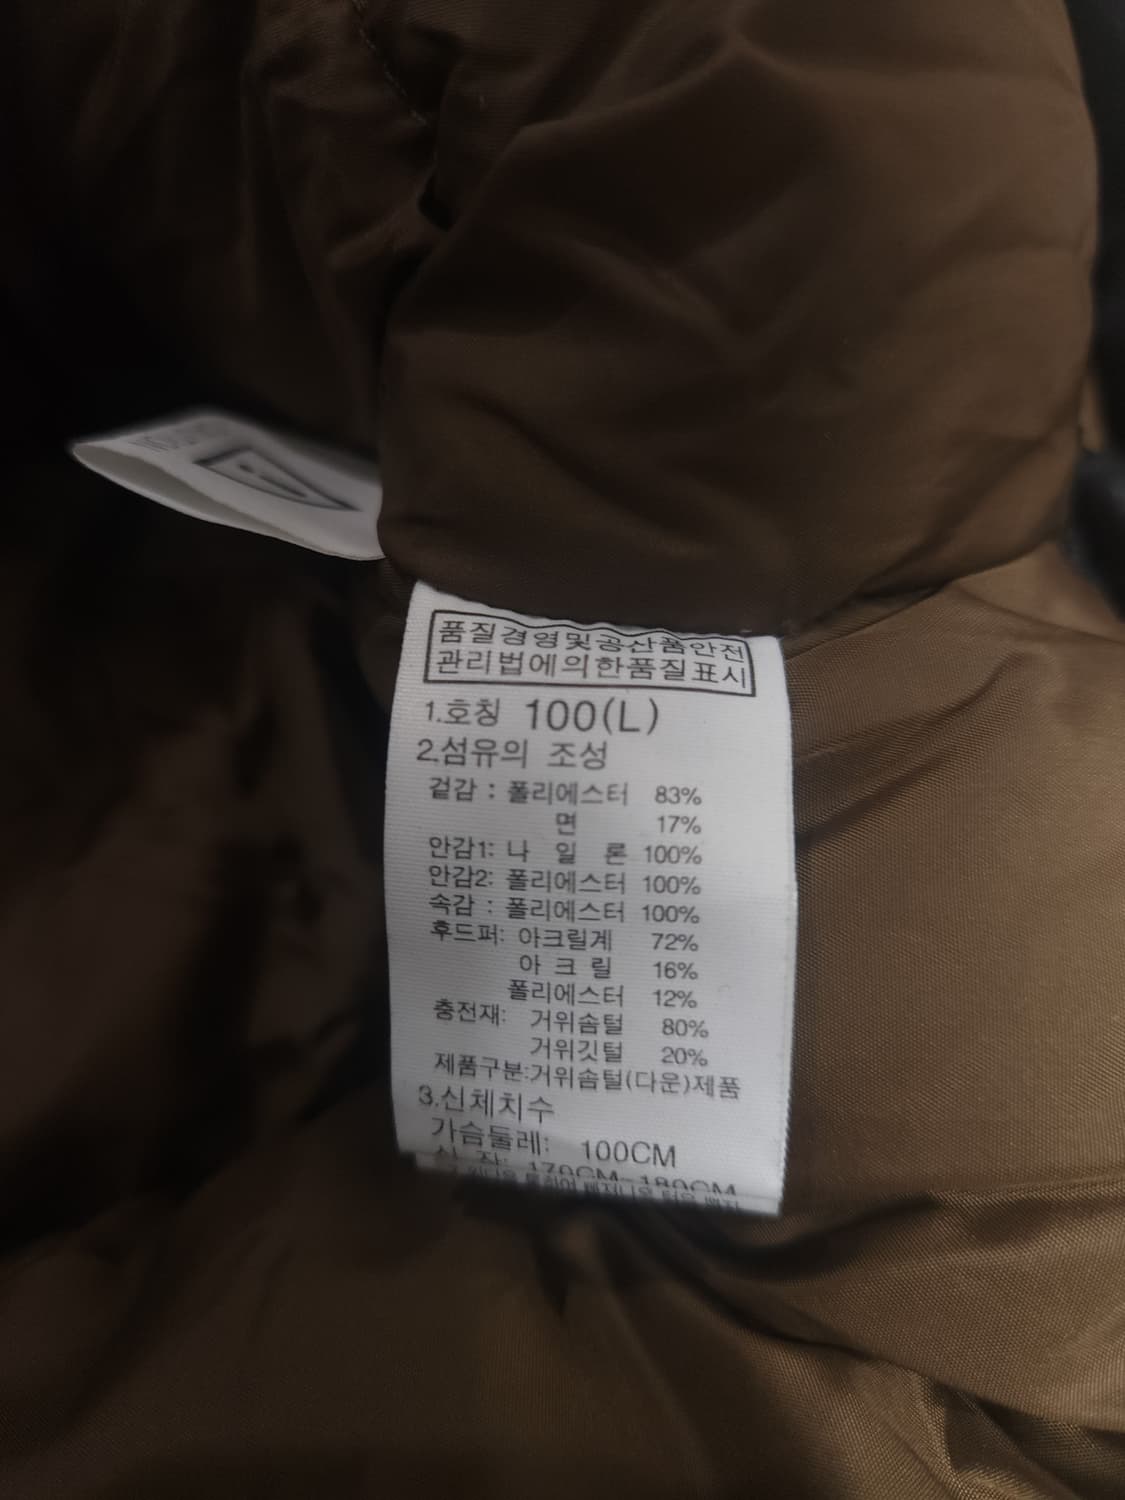 품질경영및공산품안전
관리법에의한품질표시
1.호칭 100(L)
2.섬유의 조성
겉감 : 폴리에스터 83%
면 17%
안감1: 나 일 론 100%
안감2: 폴리에스터 100%
속감 : 폴리에스터 100%
후드퍼: 아크릴계 72%
아 크 릴 16%
폴리에스터 12%
충전재: 거위솜털 80%
거위깃털 20%
제품구분:거위솜털(다운)제품
3.신체치수
가슴둘레: 100CM
신 장: 170CM~180CM